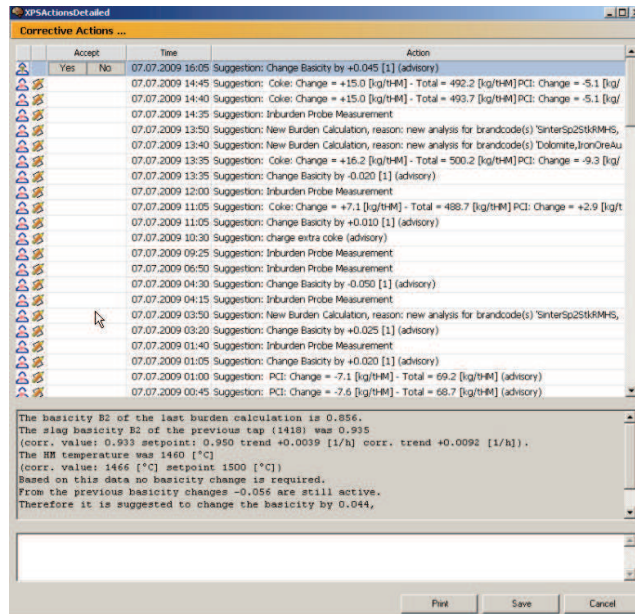 XPSActionsDetailed
Corrective Actions ...
Accept Time Action
Yes No 07.07.2009 16:05 Suggestion: Change Basicity by +0.045 [1] (advisory)
07.07.2009 14:45 Suggestion: Coke: Change = +15.0 [kg/tHM] - Total = 492.2 [kg/tHM] PCI: Change = -5.1 [kg/
07.07.2009 14:40 Suggestion: Coke: Change = +15.0 [kg/tHM] - Total = 493.7 [kg/tHM] PCI: Change = -5.1 [kg/
07.07.2009 14:35 Suggestion: Inburden Probe Measurement
07.07.2009 13:50 Suggestion: New Burden Calculation, reason: new analysis for brandcode(s) 'SinterSp2StkRMHS,
07.07.2009 13:40 Suggestion: New Burden Calculation, reason: new analysis for brandcode(s) 'Dolomite,IronOreAu
07.07.2009 13:35 Suggestion: Coke: Change = +16.2 [kg/tHM] - Total = 500.2 [kg/tHM] PCI: Change = -9.3 [kg/
07.07.2009 13:35 Suggestion: Change Basicity by -0.020 [1] (advisory)
07.07.2009 12:00 Suggestion: Inburden Probe Measurement
07.07.2009 11:05 Suggestion: Coke: Change = +7.1 [kg/tHM] - Total = 488.7 [kg/tHM] PCI: Change = +2.9 [kg/t
07.07.2009 11:05 Suggestion: Change Basicity by +0.010 [1] (advisory)
07.07.2009 10:30 Suggestion: charge extra coke (advisory)
07.07.2009 09:25 Suggestion: Inburden Probe Measurement
07.07.2009 06:50 Suggestion: Inburden Probe Measurement
07.07.2009 04:30 Suggestion: Change Basicity by -0.050 [1] (advisory)
07.07.2009 04:15 Suggestion: Inburden Probe Measurement
07.07.2009 03:50 Suggestion: New Burden Calculation, reason: new analysis for brandcode(s) 'SinterSp2StkRMHS,
07.07.2009 03:20 Suggestion: Change Basicity by +0.025 [1] (advisory)
07.07.2009 01:40 Suggestion: Inburden Probe Measurement
07.07.2009 01:05 Suggestion: Change Basicity by +0.020 [1] (advisory)
07.07.2009 01:00 Suggestion: PCI: Change = -7.1 [kg/tHM] - Total = 69.2 [kg/tHM] (advisory)
07.07.2009 00:45 Suggestion: PCI: Change = -7.6 [kg/tHM] - Total = 68.7 [kg/tHM] (advisory)
The basicity B2 of the last burden calculation is 0.856.
The slag basicity B2 of the previous tap (1418) was 0.935
(corr. value: 0.933 setpoint: 0.950 trend +0.0039 [1/h] corr. trend +0.0092 [1/h]).
The HM temperature was 1460 [°C]
(corr. value: 1466 [°C] setpoint 1500 [°C])
Based on this data no basicity change is required.
From the previous basicity changes -0.056 are still active.
Therefore it is suggested to change the basicity by 0.044,
Print Save Cancel